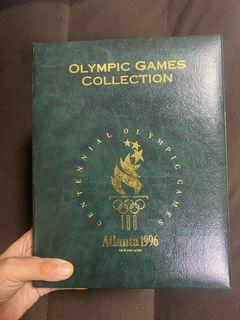 OLYMPIC GAMES
COLLECTION
CENTENNIAL OLYMPIC GAMES
100
Atlanta 1996